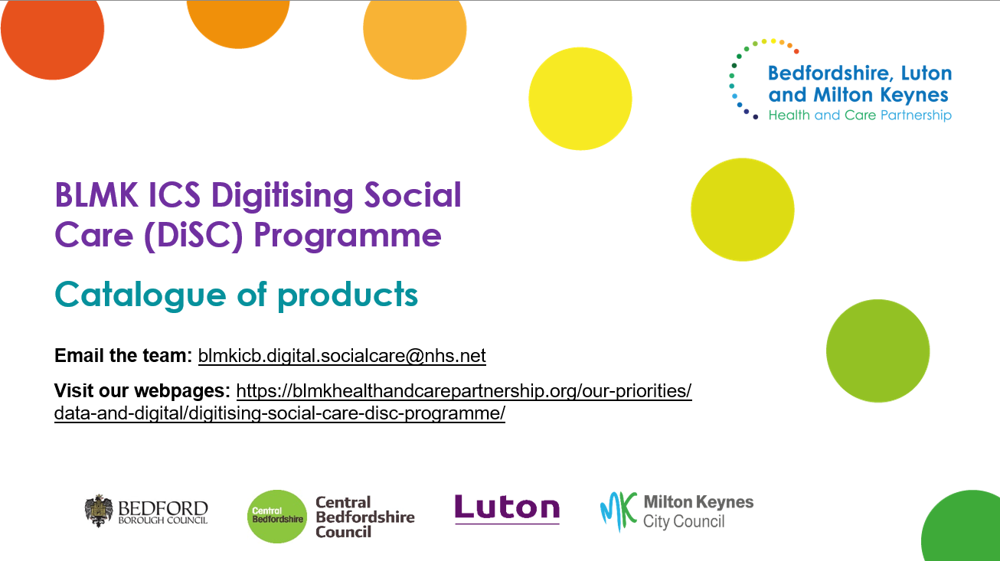 Bedfordshire, Luton
and Milton Keynes
Health and Care Partnership
BLMK ICS Digitising Social
Care (DiSC) Programme
Catalogue of products
Email the team: blmkicb.digital.socialcare@nhs.net
Visit our webpages: https://blmkhealthandcarepartnership.org/our-priorities/
data-and-digital/digitising-social-care-disc-programme/
BEDFORD
BOROUGH COUNCIL
Central
Bedfordshire
Central
Bedfordshire
Council
Luton
MK
Milton Keynes
City Council